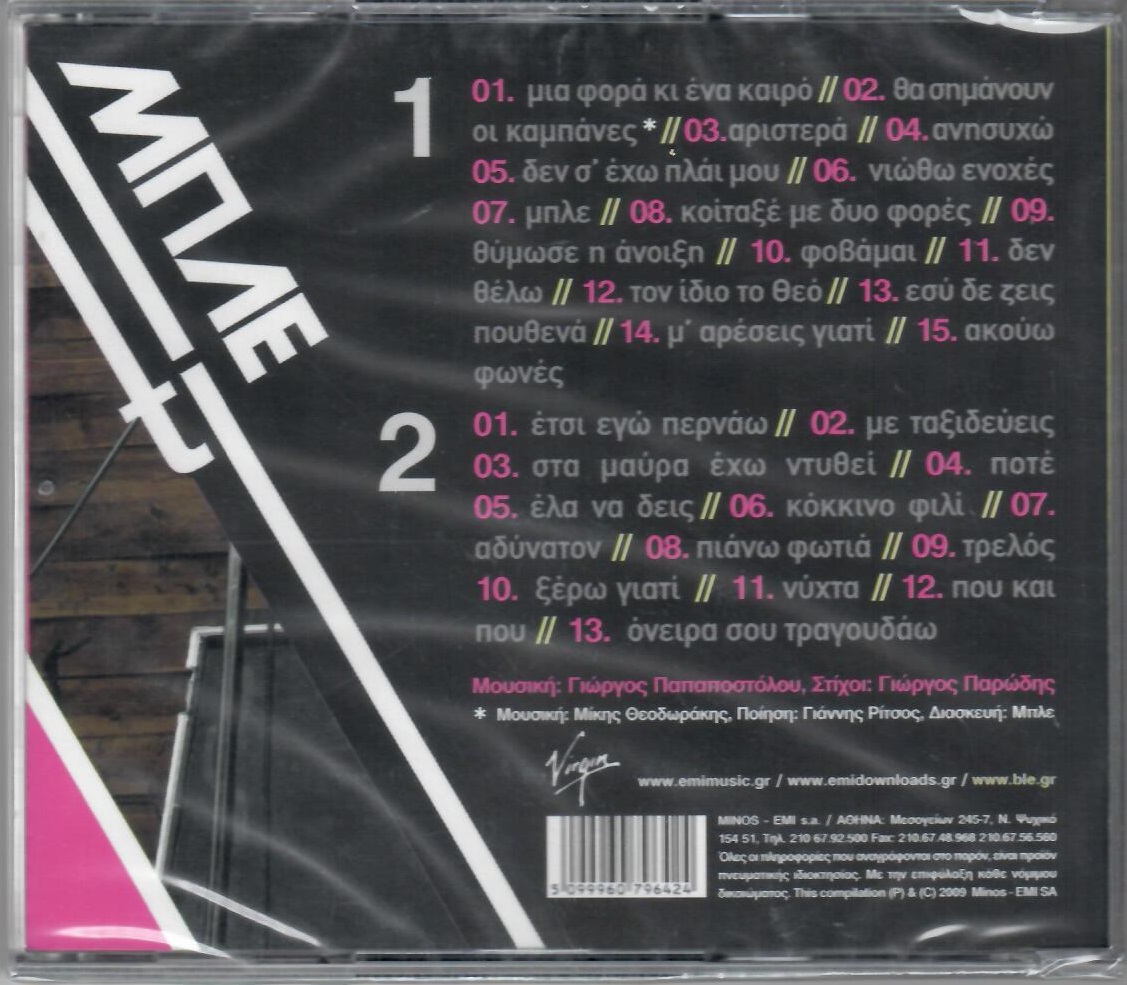 ΜΠΛΕ
1
01. μια φορά κι ένα καιρό // 02. θα σημάνουν
οι καμπάνες * // 03. αριστερά // 04. ανησυχώ
05. δεν σ' έχω πλάι μου // 06. νιώθω ενοχές
07. μπλε // 08. κοίταξέ με δυο φορές // 09.
θύμωσε η άνοιξη // 10. φοβάμαι // 11. δεν
θέλω // 12. τον ίδιο το θεό // 13. εσύ δε ζεις
πουθενά // 14. μ' αρέσεις γιατί // 15. ακούω
φωνές
2
01. έτσι εγώ περνάω // 02. με ταξιδεύεις
03. στα μαύρα έχω ντυθεί // 04. ποτέ
05. έλα να δεις // 06. κόκκινο φιλί // 07.
αδύνατον // 08. πιάνω φωτιά // 09. τρελός
10. ξέρω γιατί // 11. νύχτα // 12. που και
που // 13. όνειρα σου τραγουδάω
Μουσική: Γιώργος Παπαποστόλου, Στίχοι: Γιώργος Παρώδης
* Μουσική: Μίκης Θεοδωράκης, Ποίηση: Γιάννης Ρίτσος, Διασκευή: Μπλε
Virgin
www.emimusic.gr / www.emidownloads.gr / www.ble.gr
MINOS - EMI s.a. / ΑΘΗΝΑ: Μεσογείων 245-7, Ν. Ψυχικό
154 51, Τηλ. 210 67.92.500 Fax: 210.67.48.968 210.67.56.560
Όλες οι πληροφορίες που αναγράφονται στο παρόν, είναι προϊόν
πνευματικής ιδιοκτησίας. Με την επιφύλαξη κάθε νόμιμου
δικαιώματος. This compilation (P) & (C) 2009 Minos - EMI SA
5 099960 796424